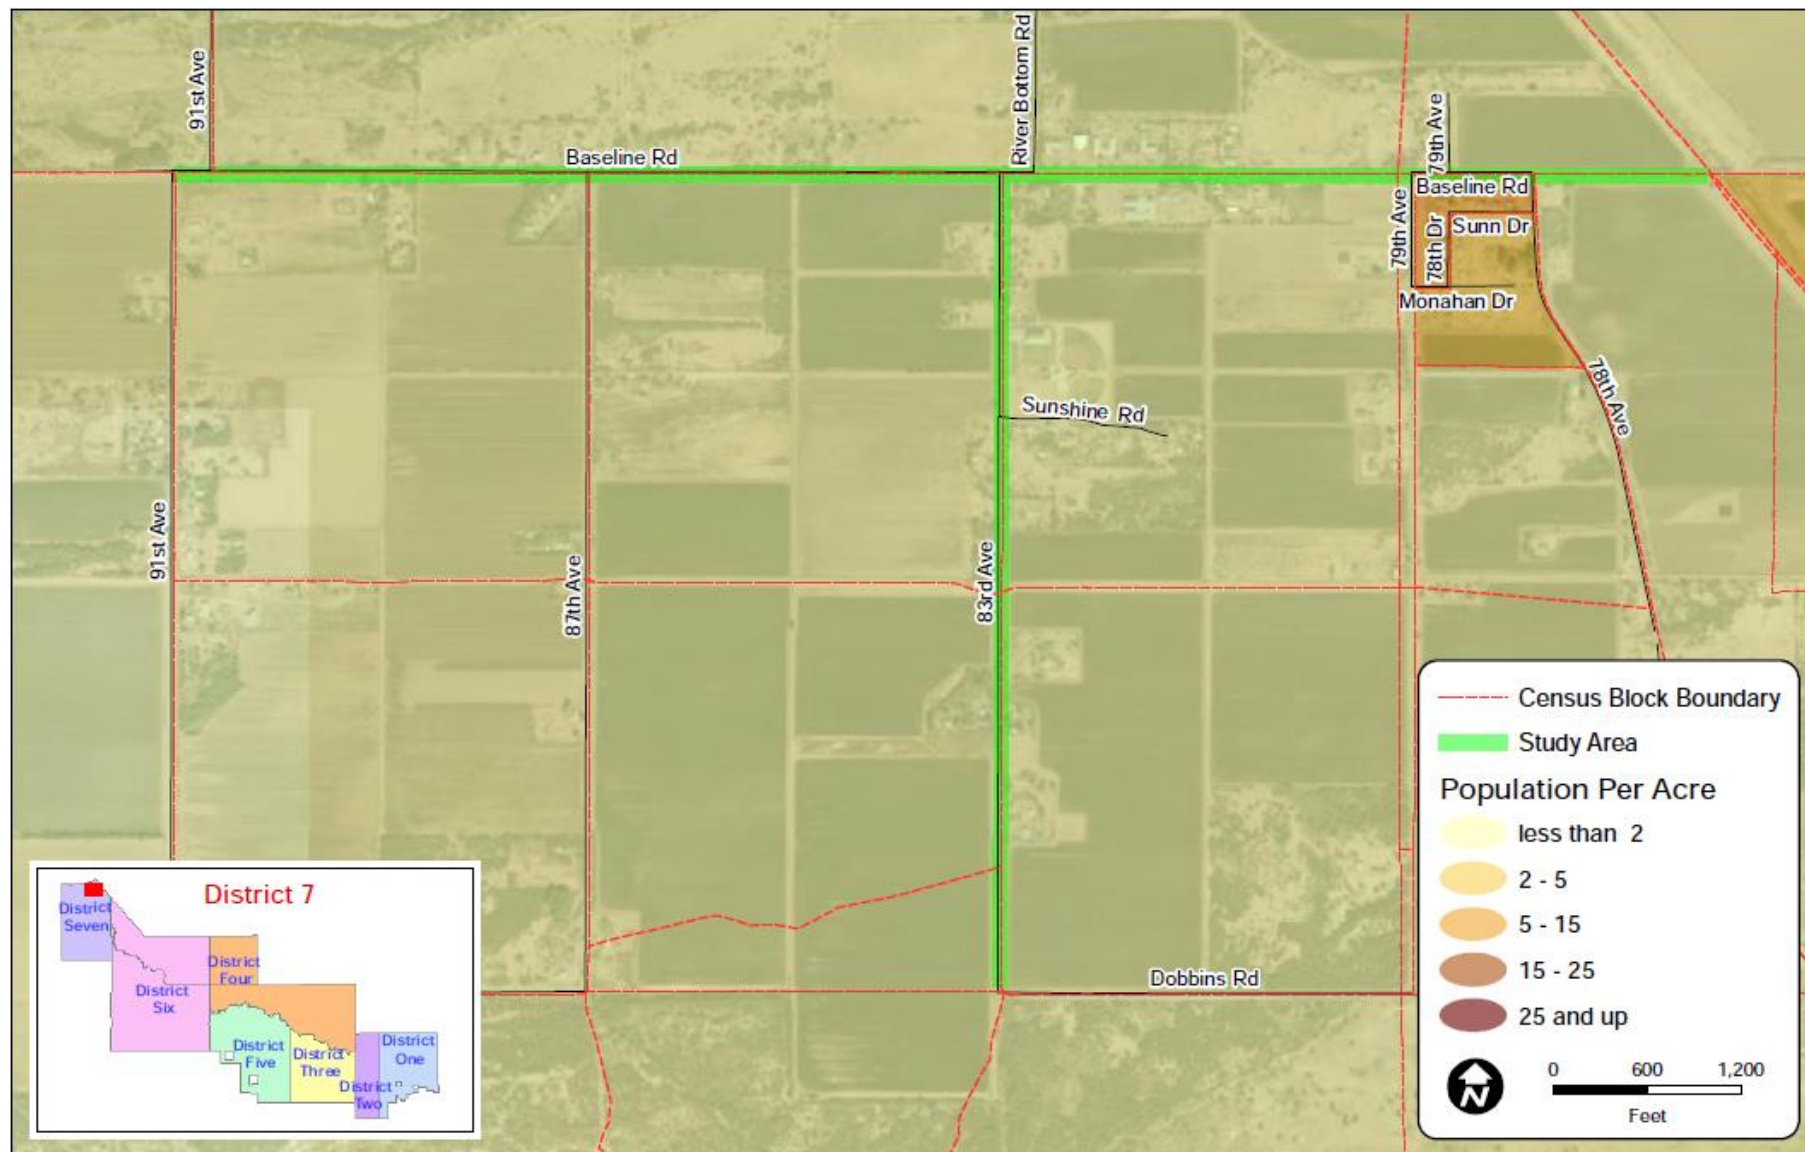 91st Ave
River Bottom Rd
79th Ave
Baseline Rd
Baseline Rd
79th Ave
78th Dr
Sunn Dr
Monahan Dr
78th Ave
Sunshine Rd
91st Ave
87th Ave
83rd Ave
Dobbins Rd
Census Block Boundary
Study Area
Population Per Acre
less than 2
2 - 5
5 - 15
15 - 25
25 and up
N
0 600 1,200
Feet
District 7
District
Seven
District
Four
District
Six
District
Five
District
Three
District
Two
District
One